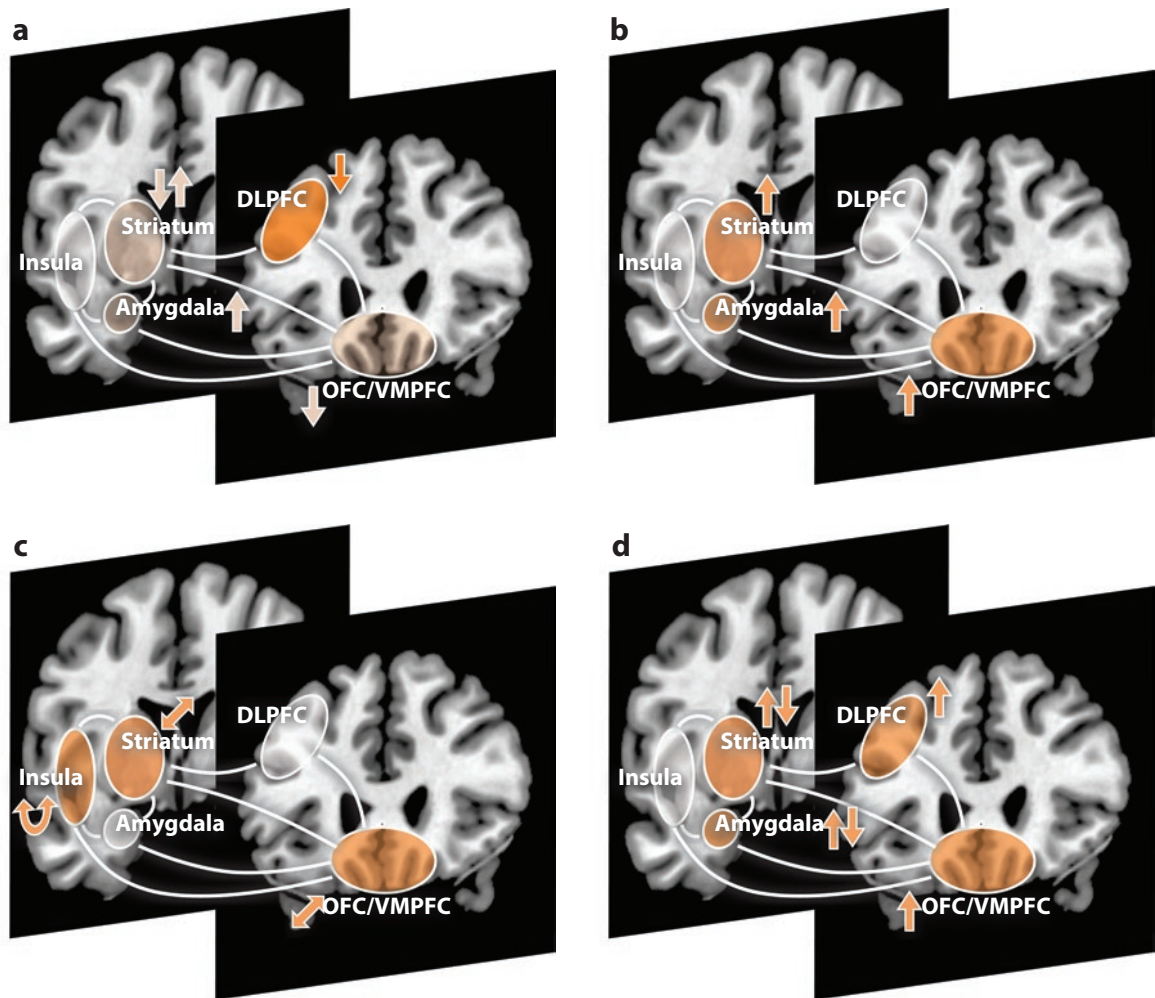 a
DLPFC
Striatum
Insula
Amygdala
OFC/VMPFC
b
DLPFC
Striatum
Insula
Amygdala
OFC/VMPFC
c
DLPFC
Striatum
Insula
Amygdala
OFC/VMPFC
d
DLPFC
Striatum
Insula
Amygdala
OFC/VMPFC